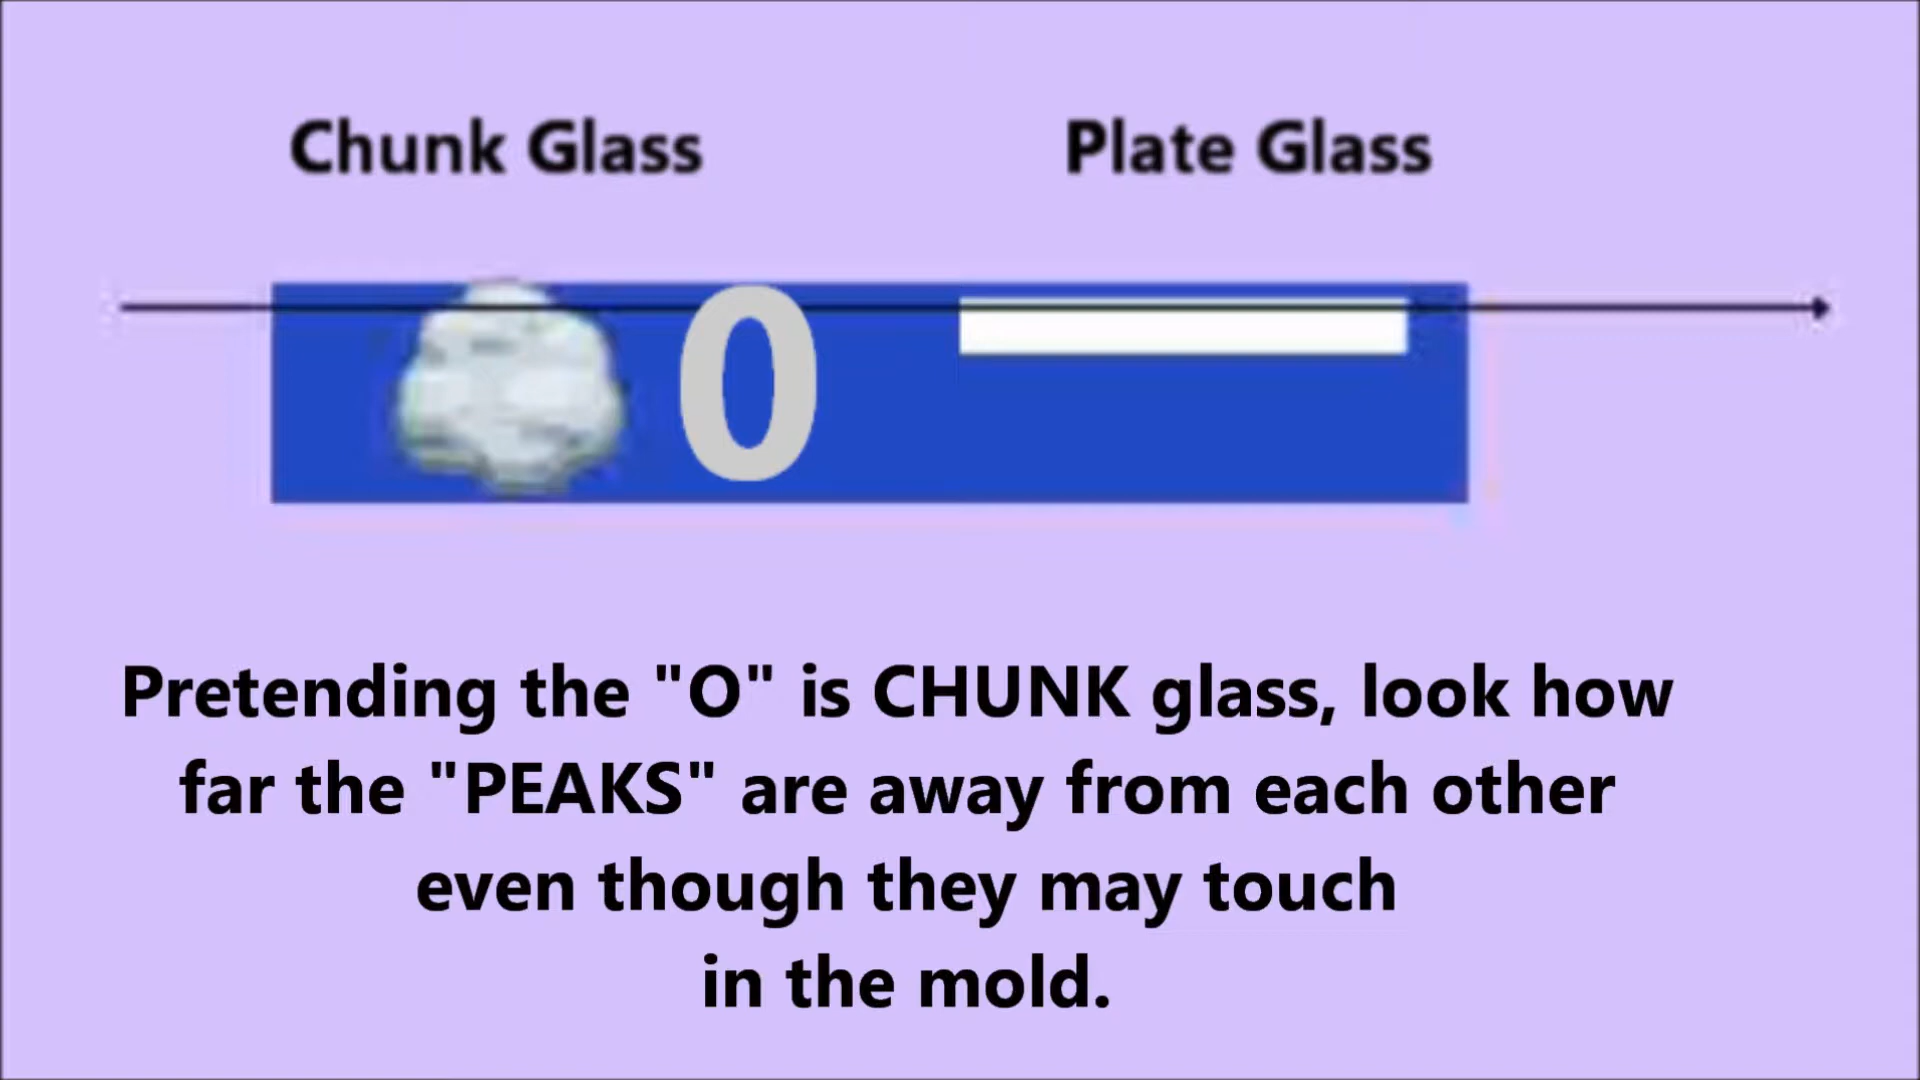 Chunk Glass Plate Glass
O
Pretending the "O" is CHUNK glass, look how
far the "PEAKS" are away from each other
even though they may touch
in the mold.